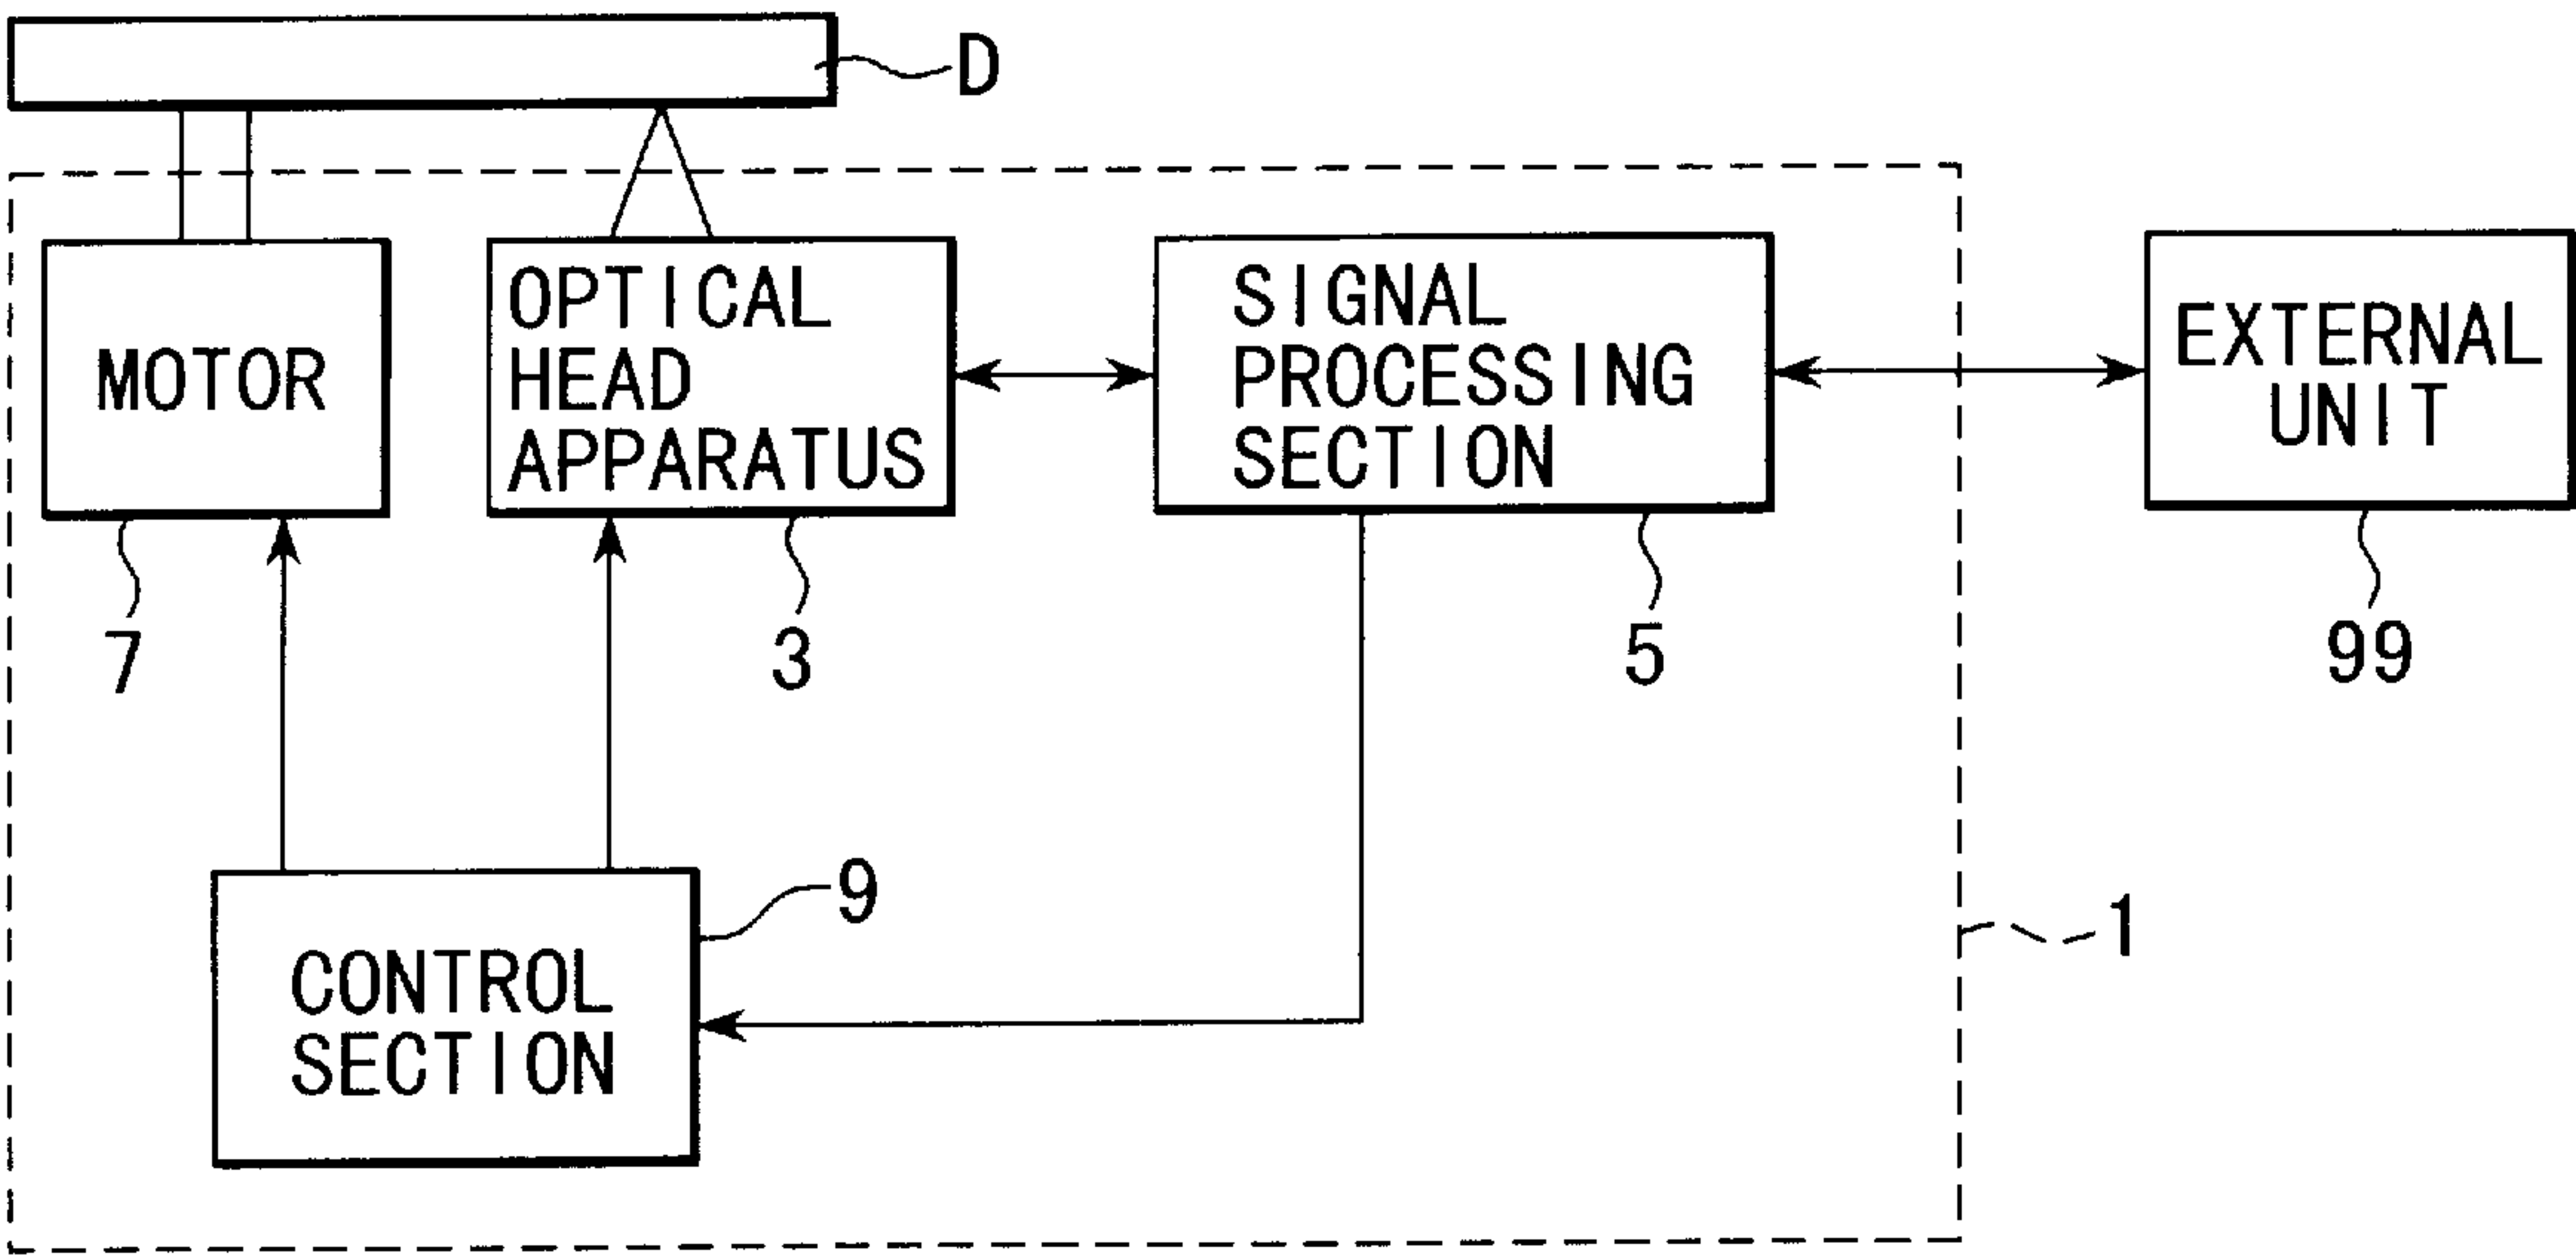 D
MOTOR
OPTICAL
HEAD
APPARATUS
SIGNAL
PROCESSING
SECTION
EXTERNAL
UNIT
7
3
5
99
9
1
CONTROL
SECTION